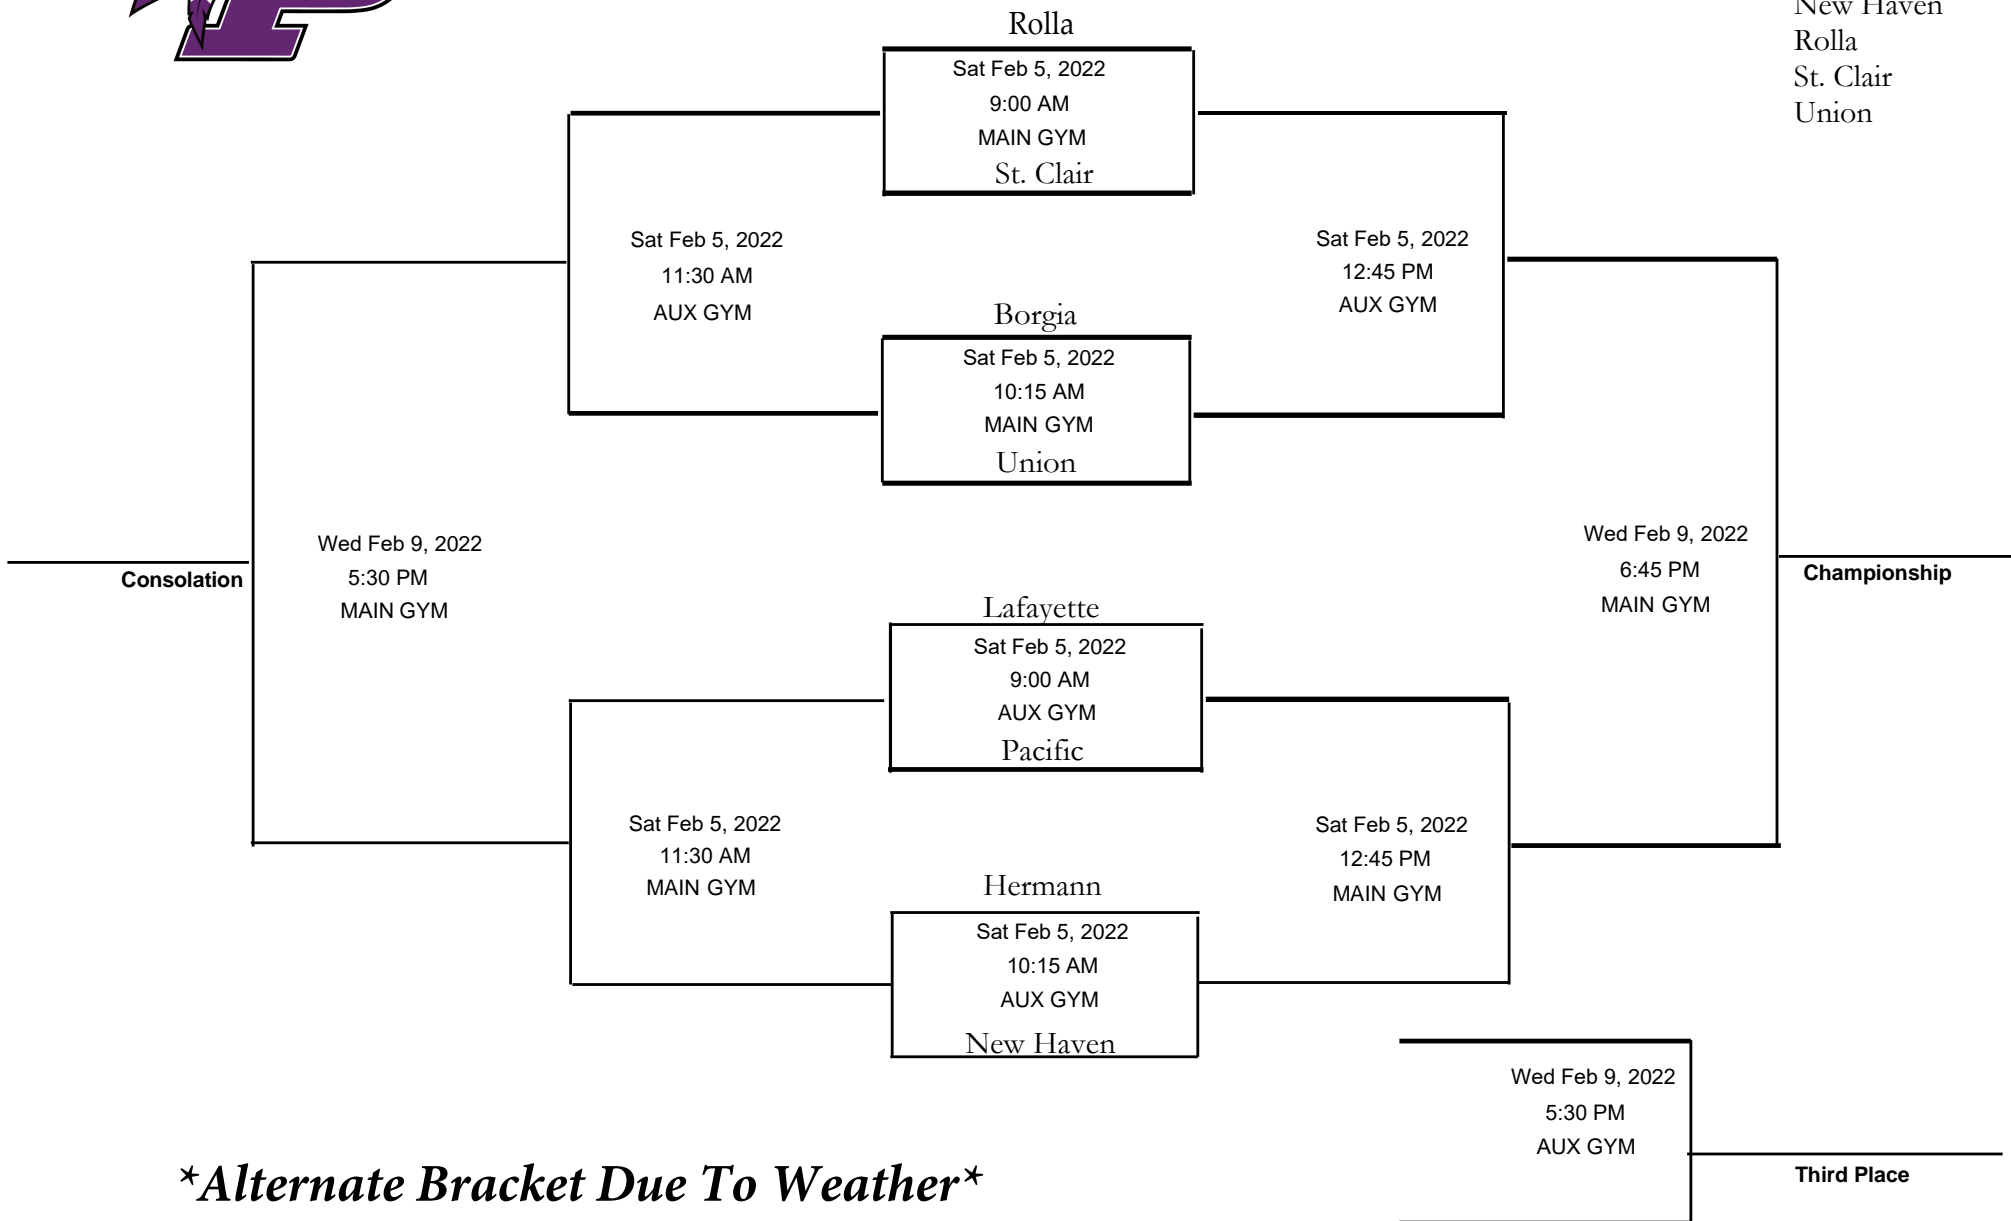 New Haven
Rolla
St. Clair
Union
Rolla
Sat Feb 5, 2022
9:00 AM
MAIN GYM
St. Clair
Sat Feb 5, 2022
11:30 AM
AUX GYM
Sat Feb 5, 2022
12:45 PM
AUX GYM
Borgia
Sat Feb 5, 2022
10:15 AM
MAIN GYM
Union
Wed Feb 9, 2022
5:30 PM
MAIN GYM
Consolation
Wed Feb 9, 2022
6:45 PM
MAIN GYM
Championship
Lafayette
Sat Feb 5, 2022
9:00 AM
AUX GYM
Pacific
Sat Feb 5, 2022
11:30 AM
MAIN GYM
Sat Feb 5, 2022
12:45 PM
MAIN GYM
Hermann
Sat Feb 5, 2022
10:15 AM
AUX GYM
New Haven
Wed Feb 9, 2022
5:30 PM
AUX GYM
Third Place
*Alternate Bracket Due To Weather*